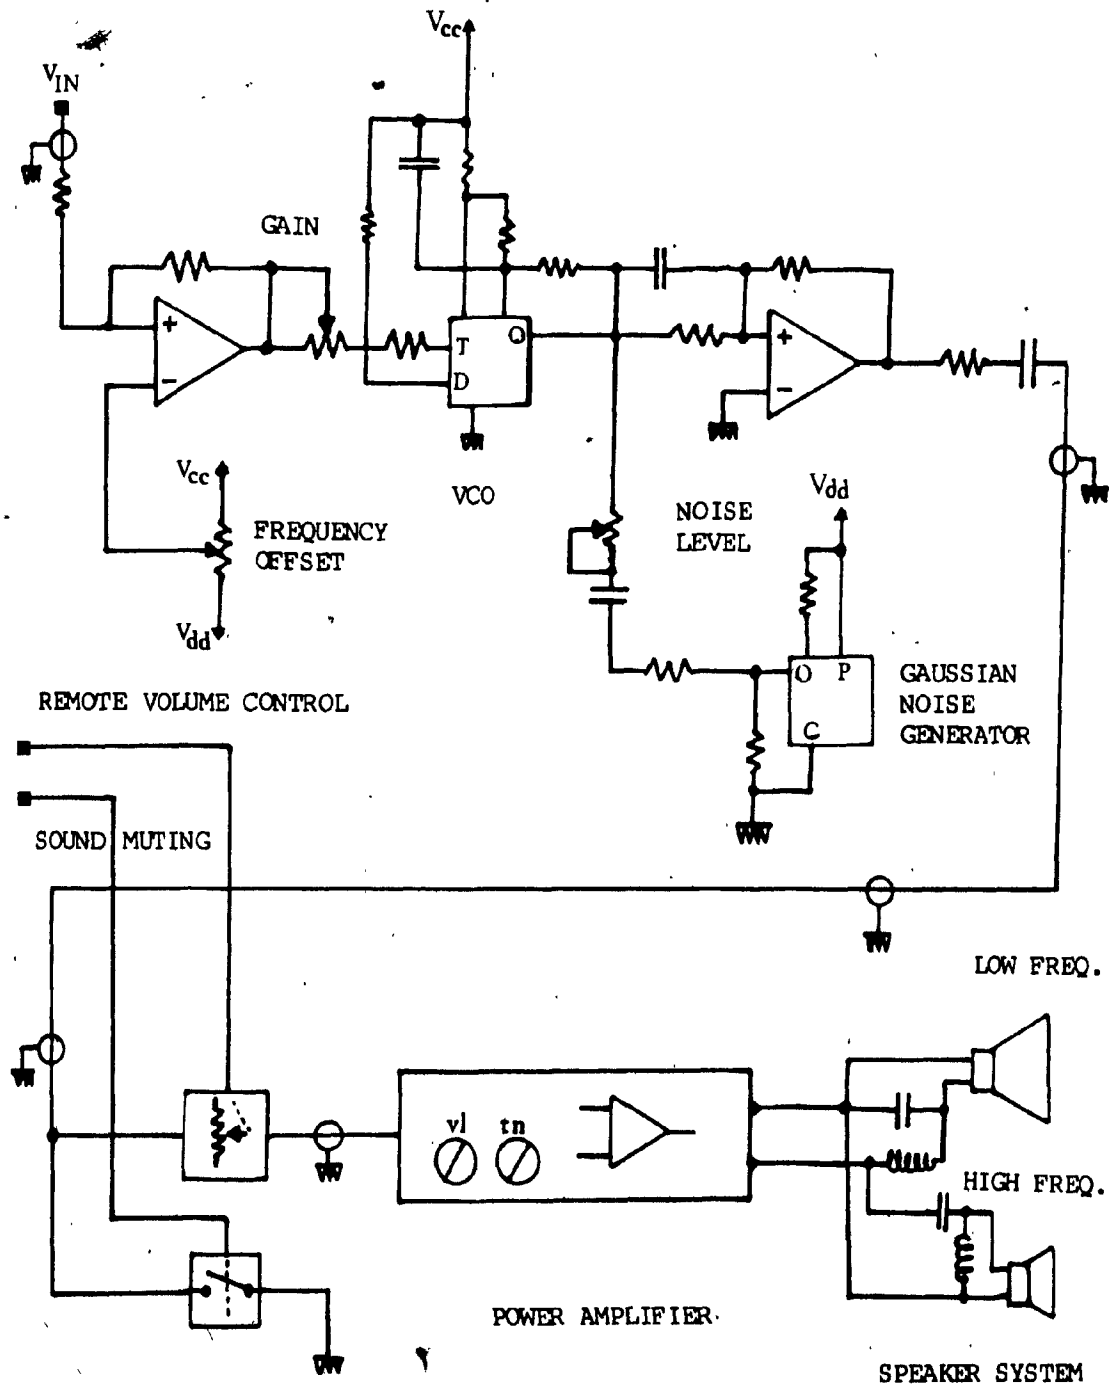 Vcc
VIN
GAIN
+
-
T
D
O
VCO
+
-
Vcc
FREQUENCY
OFFSET
Vdd
NOISE
LEVEL
Vdd
O P
C
GAUSSIAN
NOISE
GENERATOR
REMOTE VOLUME CONTROL
SOUND MUTING
LOW FREQ.
vl tn
HIGH FREQ.
POWER AMPLIFIER
SPEAKER SYSTEM